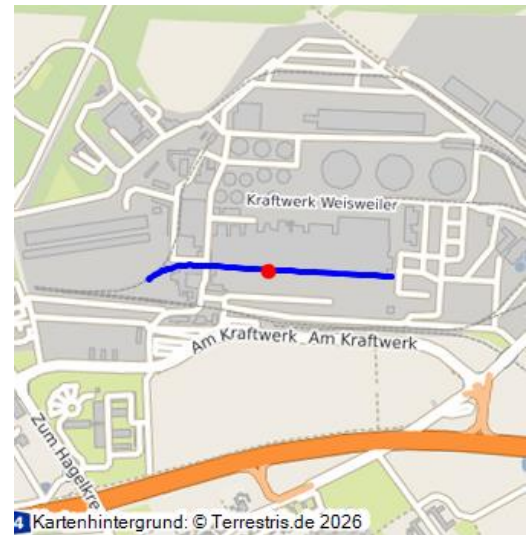 Kraftwerk Weisweiler
Am Kraftwerk Am Kraftwerk
Zum Hagelkre
4 Kartenhintergrund: © Terrestris.de 2026